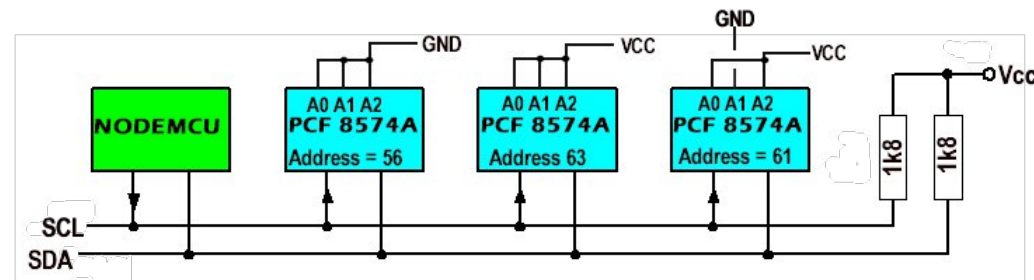 GND
GND
VCC
VCC
Vcc
NODEMCU
A0 A1 A2
PCF 8574A
Address = 56
A0 A1 A2
PCF 8574A
Address 63
A0 A1 A2
PCF 8574A
Address = 61
1k8
1k8
SCL
SDA